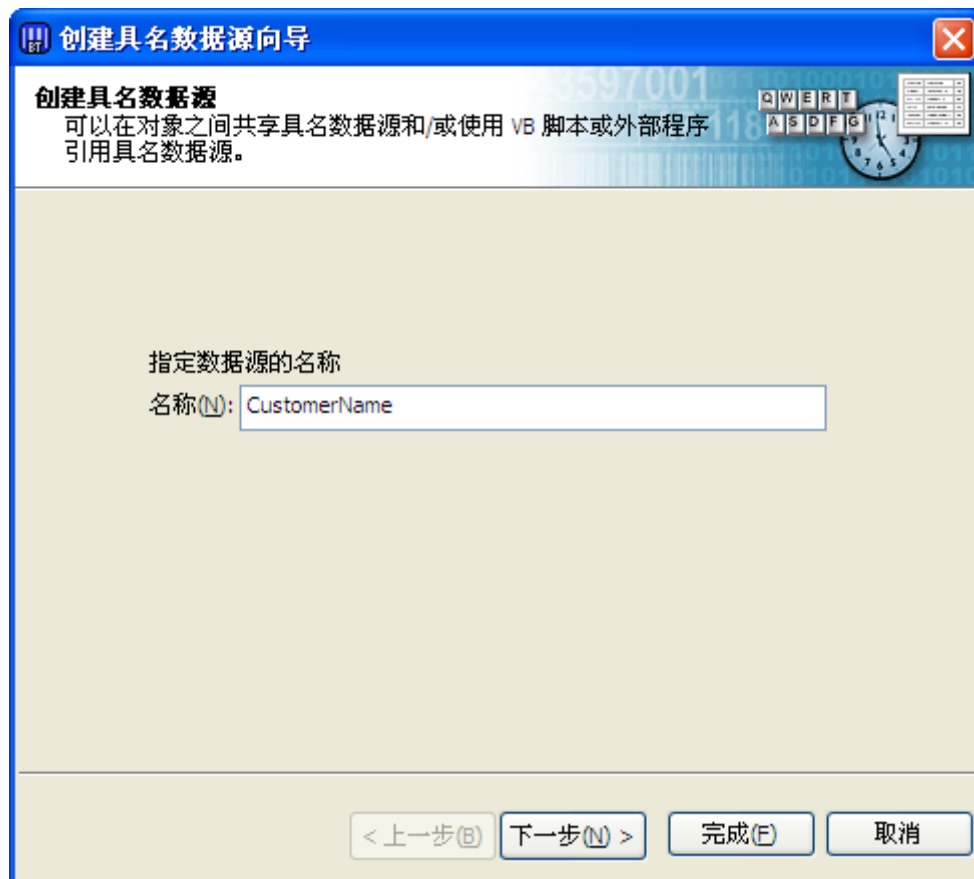 BT 创建具名数据源向导
创建具名数据源
可以在对象之间共享具名数据源和/或使用 VB 脚本或外部程序
引用具名数据源。
3597001
Q W E R T
A S D F G
指定数据源的名称
名称(N): CustomerName
< 上一步(B) 下一步(N) > 完成(F) 取消